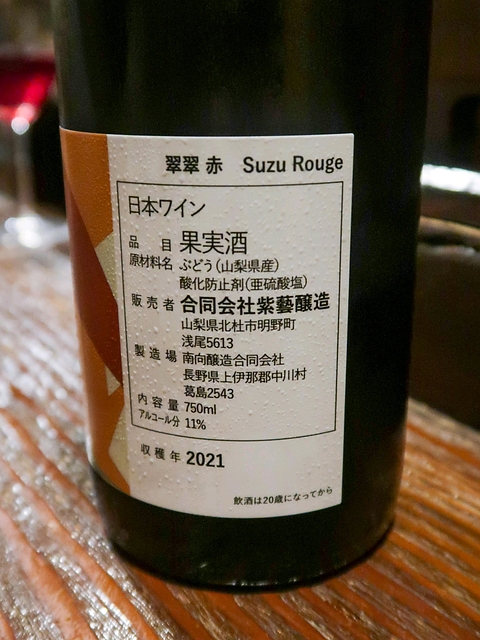 翠翠 赤 Suzu Rouge
日本ワイン
品目 果実酒
原材料名 ぶどう(山梨県産)
酸化防止剤(亜硫酸塩)
販売者 合同会社紫藝醸造
山梨県北杜市明野町
浅尾5613
製造場 南向醸造合同会社
長野県上伊那郡中川村
葛島2543
内容量 750ml
アルコール分 11%
収穫年 2021
飲酒は20歳になってから